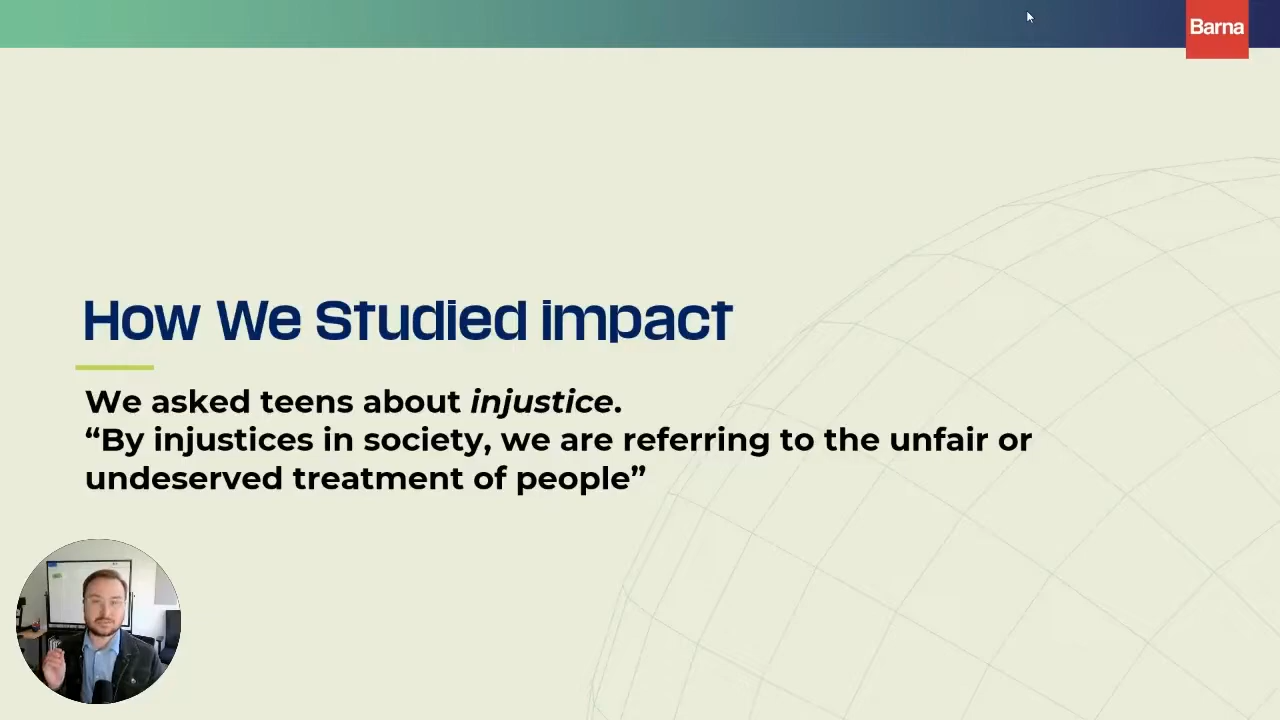 Barna
How We Studied impact
We asked teens about injustice.
“By injustices in society, we are referring to the unfair or
undeserved treatment of people”